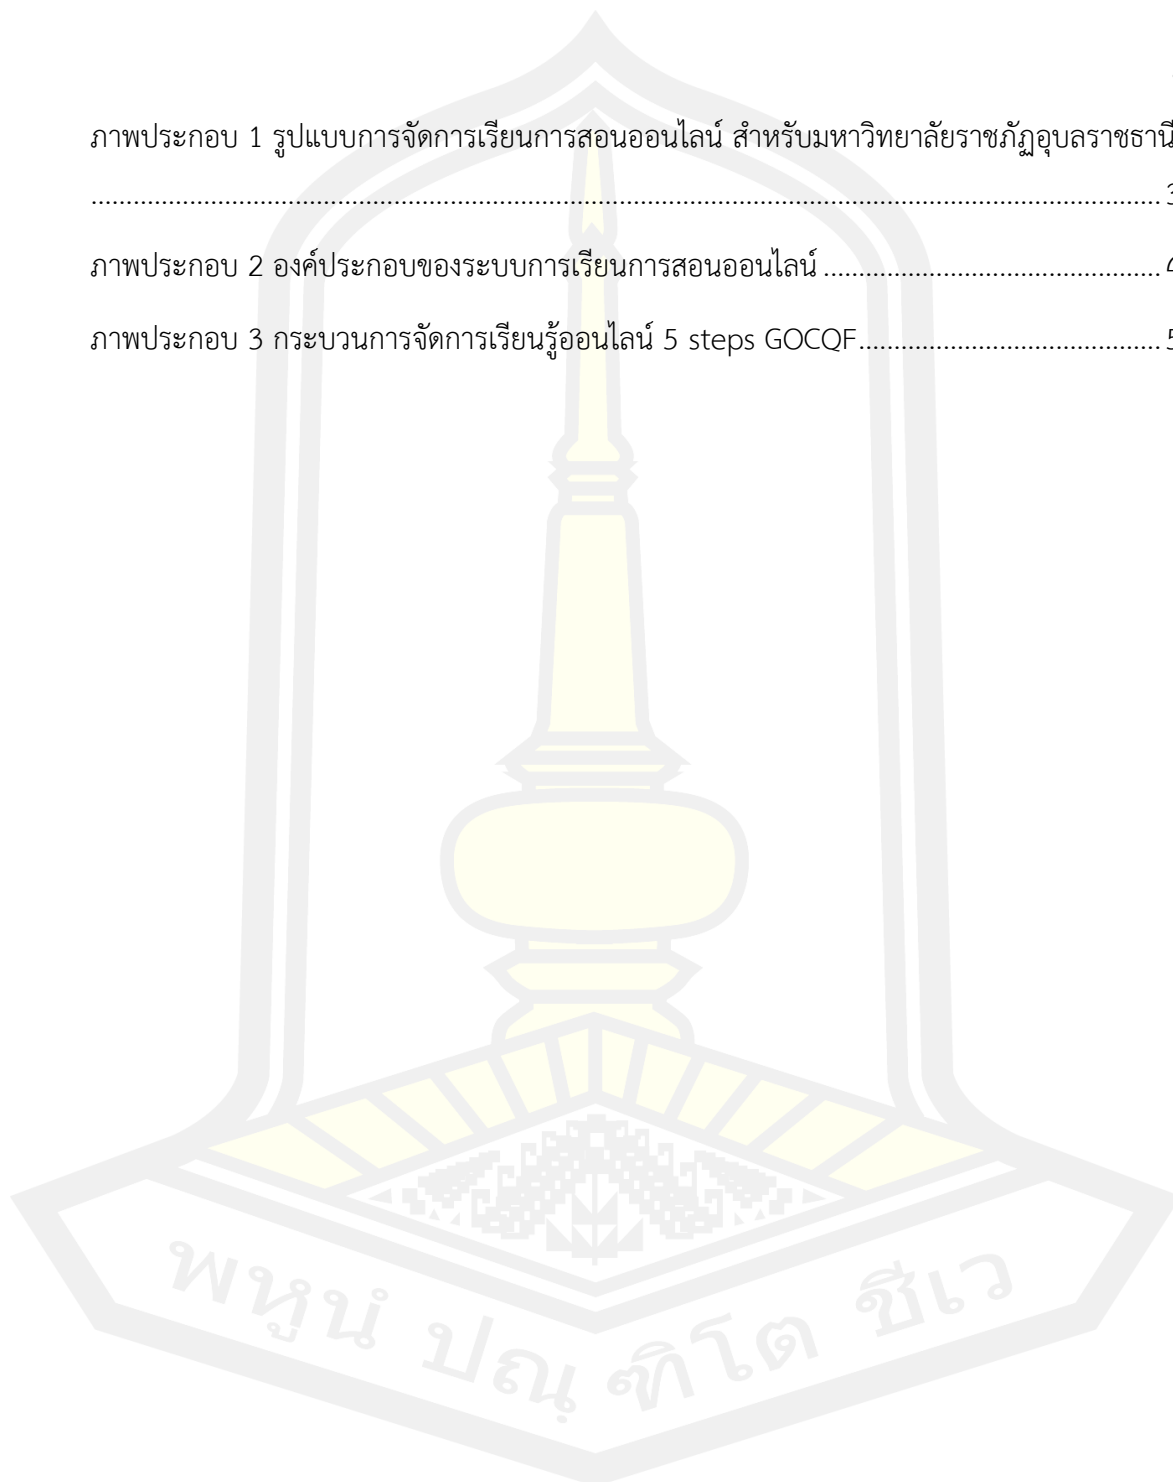 ภาพประกอบ 1 รูปแบบการจัดการเรียนการสอนออนไลน์ สำหรับมหาวิทยาลัยราชภัฏอุบลราชธานี
........................................................................................................................................................ 3
ภาพประกอบ 2 องค์ประกอบของระบบการเรียนการสอนออนไลน์ ................................................ 4
ภาพประกอบ 3 กระบวนการจัดการเรียนรู้ออนไลน์ 5 steps GOCQF........................................... 5
พหูนํ ปณฺฑิโต ชีเว